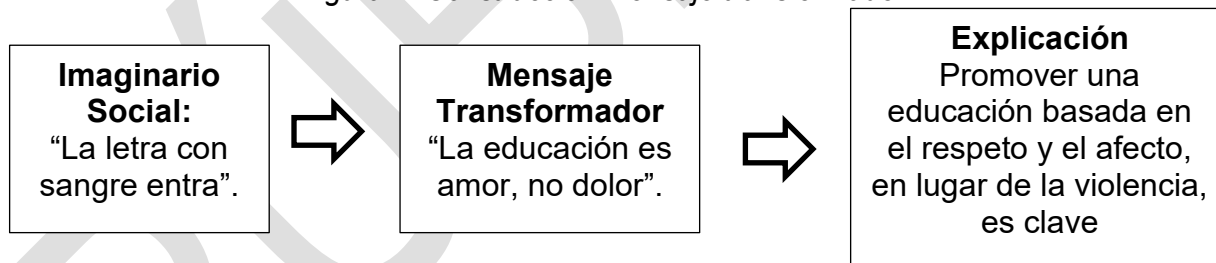 Imaginario
Social:
“La letra con
sangre entra”.
Mensaje
Transformador
“La educación es
amor, no dolor”.
Explicación
Promover una
educación basada en
el respeto y el afecto,
en lugar de la violencia,
es clave